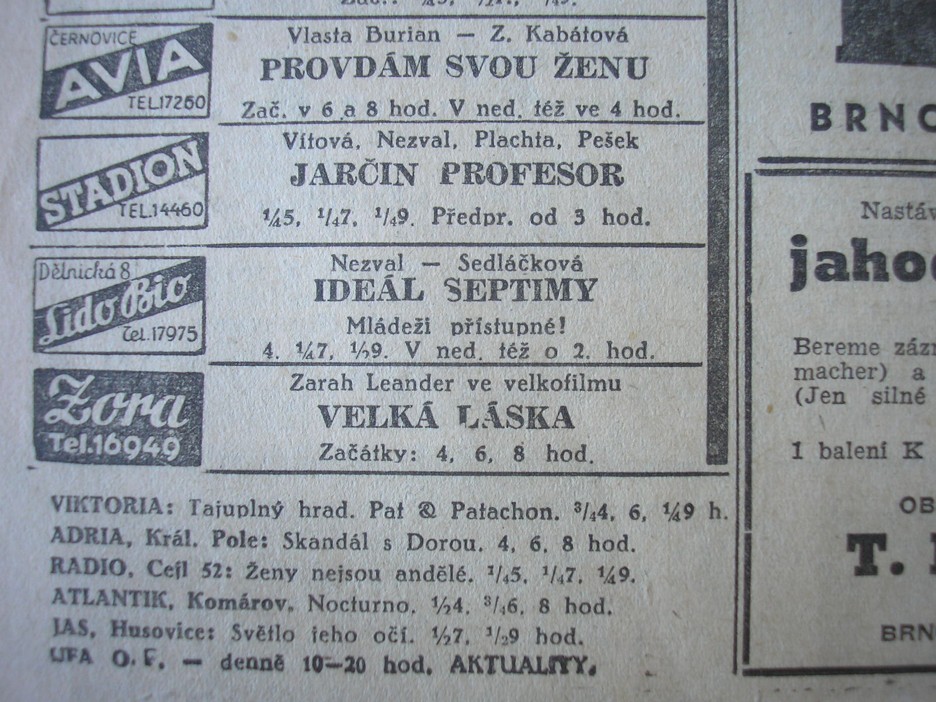 ČERNOVICE
AVIA
TEL.17260
Vlasta Burian — Z. Kabátová
PROVDÁM SVOU ŽENU
Zač. v 6 a 8 hod. V ned. též ve 4 hod.
STADION
TEL.14460
Vítová, Nezval, Plachta, Pešek
JARČIN PROFESOR
¼5, ¼7, ¼9. Předpr. od 3 hod.
Dělnická 8
Lido Bio
Tel.17975
Nezval — Sedláčková
IDEÁL SEPTIMY
Mládeži přístupné!
4. ¼7, ½9. V ned. též o 2. hod.
Zora
Tel.16949
Zarah Leander ve velkofilmu
VELKÁ LÁSKA
Začátky: 4, 6, 8 hod.
VIKTORIA: Tajuplný hrad. Pat & Patachon. ¾4, 6, ¼9 h.
ADRIA, Král. Pole: Skandál s Dorou. 4, 6, 8 hod.
RADIO, Cejl 52: Ženy nejsou andělé. ¼5, ¼7, ¼9.
ATLANTIK, Komárov, Nocturno. ½4, ¾6, 8 hod.
JAS, Husovice: Světlo jeho očí. ½7, ½9 hod.
UFA O. F. — denně 10—20 hod. AKTUALITY.
BRNO
Nastáv
jahod
Bereme zázr
macher) a
(Jen silné
1 balení K
OB
T.
BRN